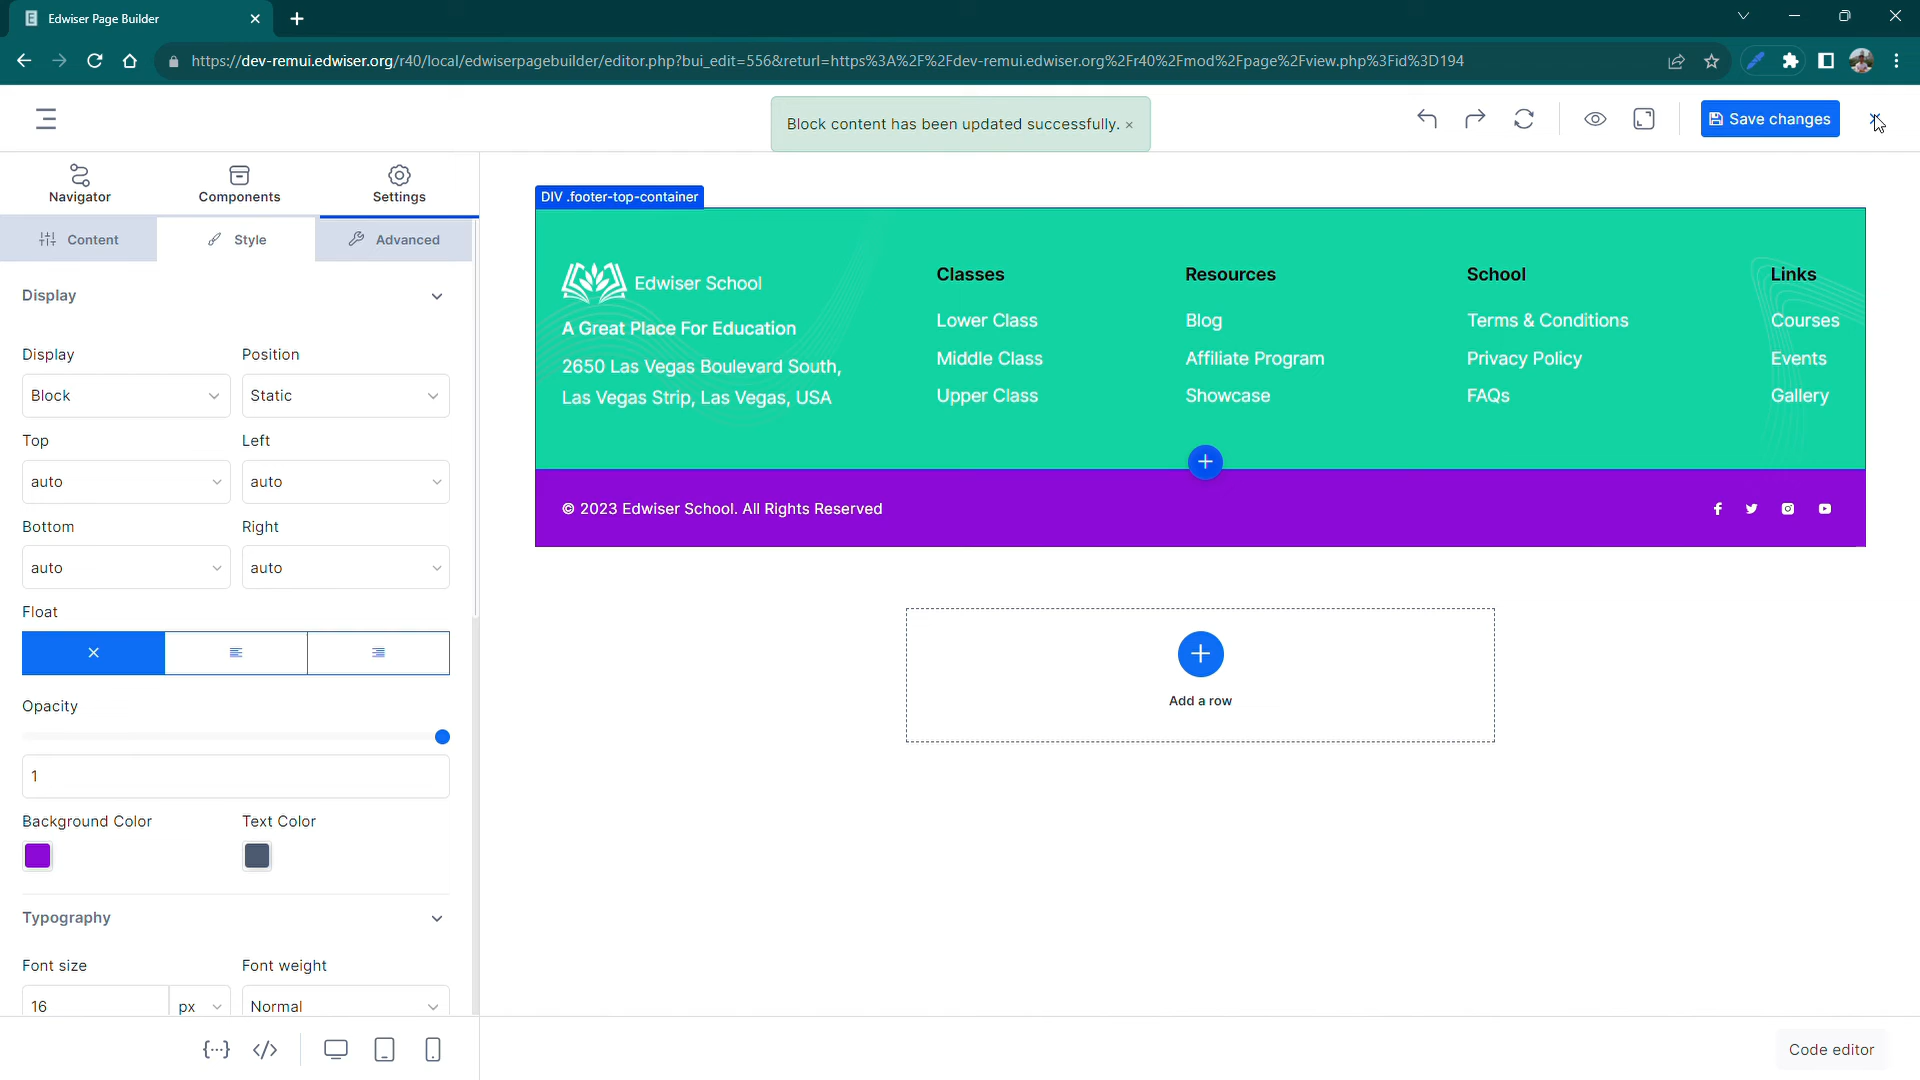 Edwiser Page Builder
https://dev-remui.edwiser.org/r40/local/edwiserpagebuilder/editor.php?bui_edit=556&returl=https%3A%2F%2Fdev-remui.edwiser.org%2Fr40%2Fmod%2Fpage%2Fview.php%3Fid%3D194
Block content has been updated successfully. ×
Save changes
Navigator
Components
Settings
Content
Style
Advanced
Display
Display
Position
Block
Static
Top
Left
auto
auto
Bottom
Right
auto
auto
Float
Opacity
1
Background Color
Text Color
Typography
Font size
Font weight
16
px
Normal
DIV .footer-top-container
Edwiser School
A Great Place For Education
2650 Las Vegas Boulevard South,
Las Vegas Strip, Las Vegas, USA
Classes
Lower Class
Middle Class
Upper Class
Resources
Blog
Affiliate Program
Showcase
School
Terms & Conditions
Privacy Policy
FAQs
Links
Courses
Events
Gallery
© 2023 Edwiser School. All Rights Reserved
Add a row
Code editor